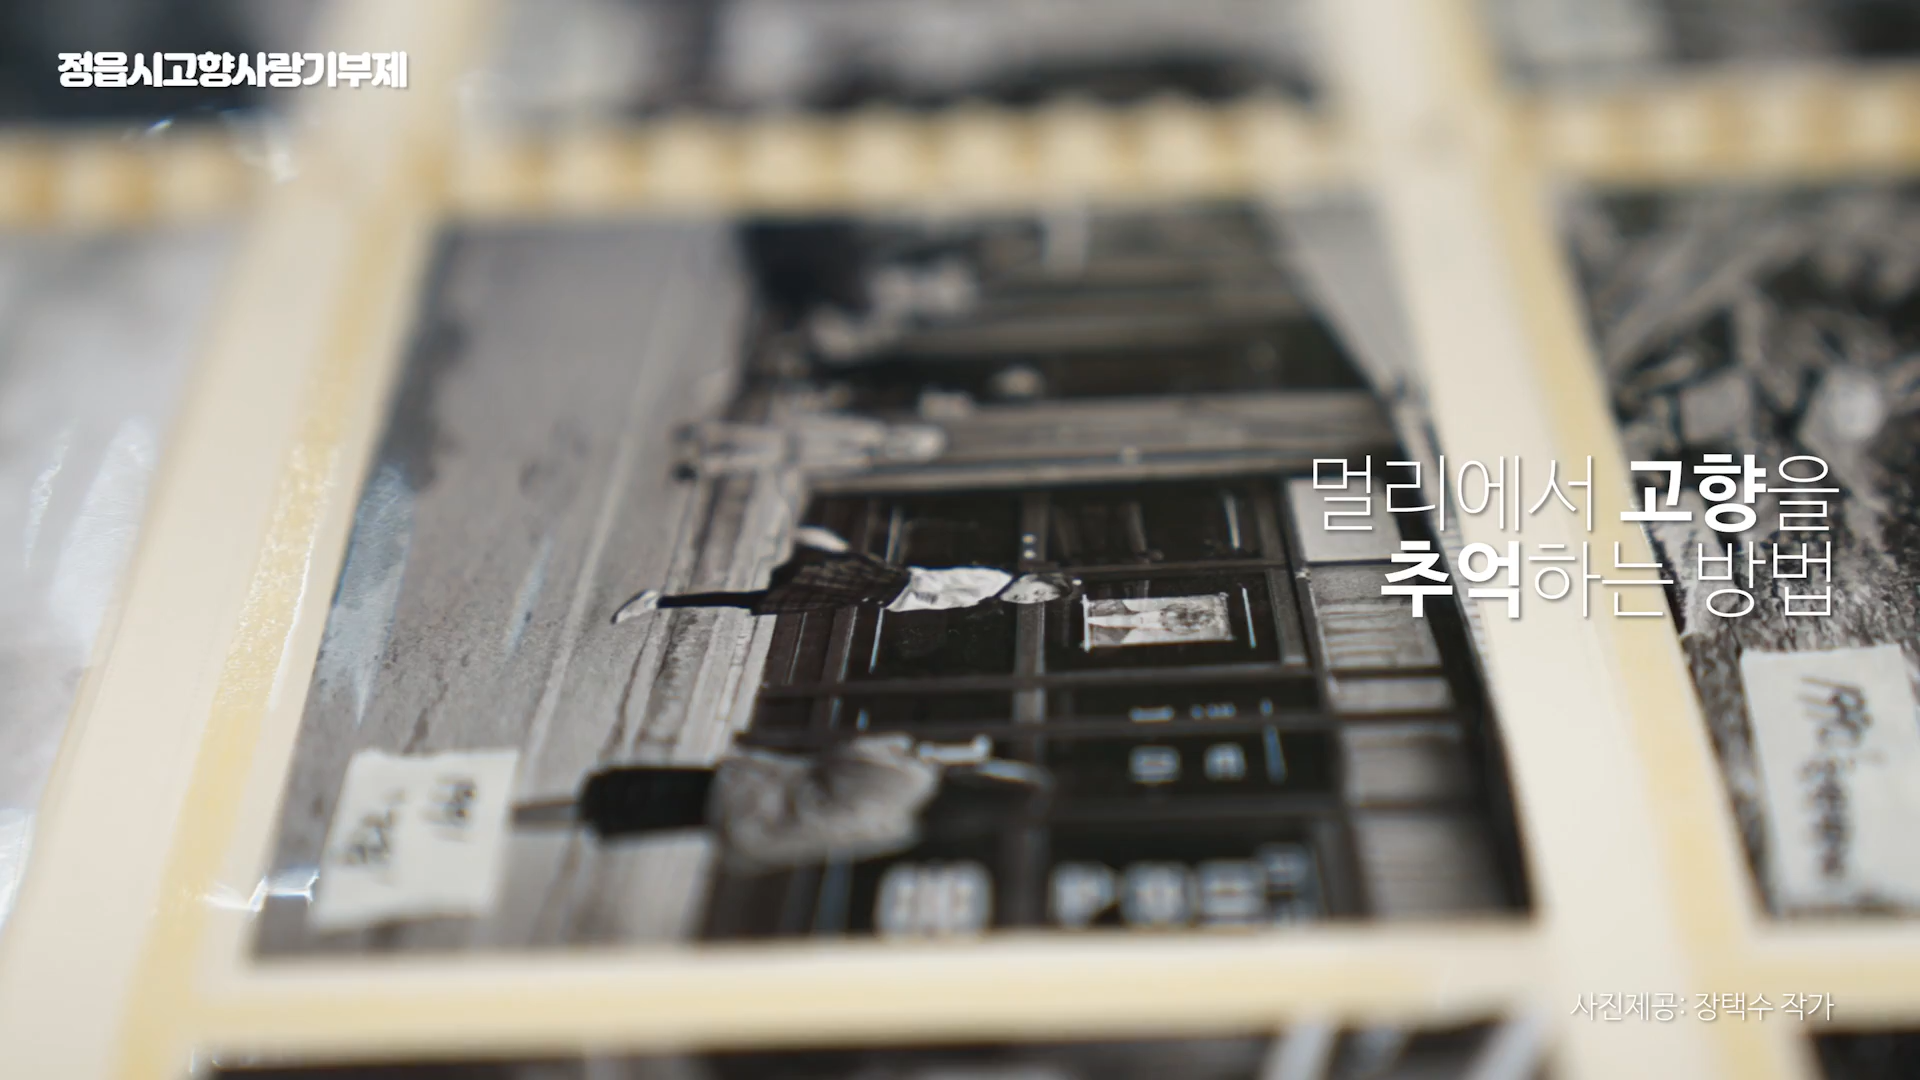 정읍시고향사랑기부제
멀리에서 고향을
추억하는 방법
사진제공: 장택수 작가